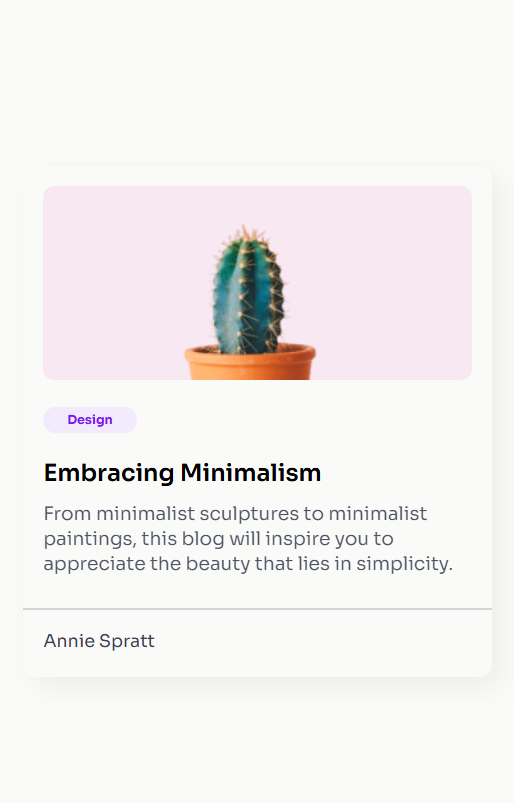 Design
Embracing Minimalism
From minimalist sculptures to minimalist
paintings, this blog will inspire you to
appreciate the beauty that lies in simplicity.
Annie Spratt